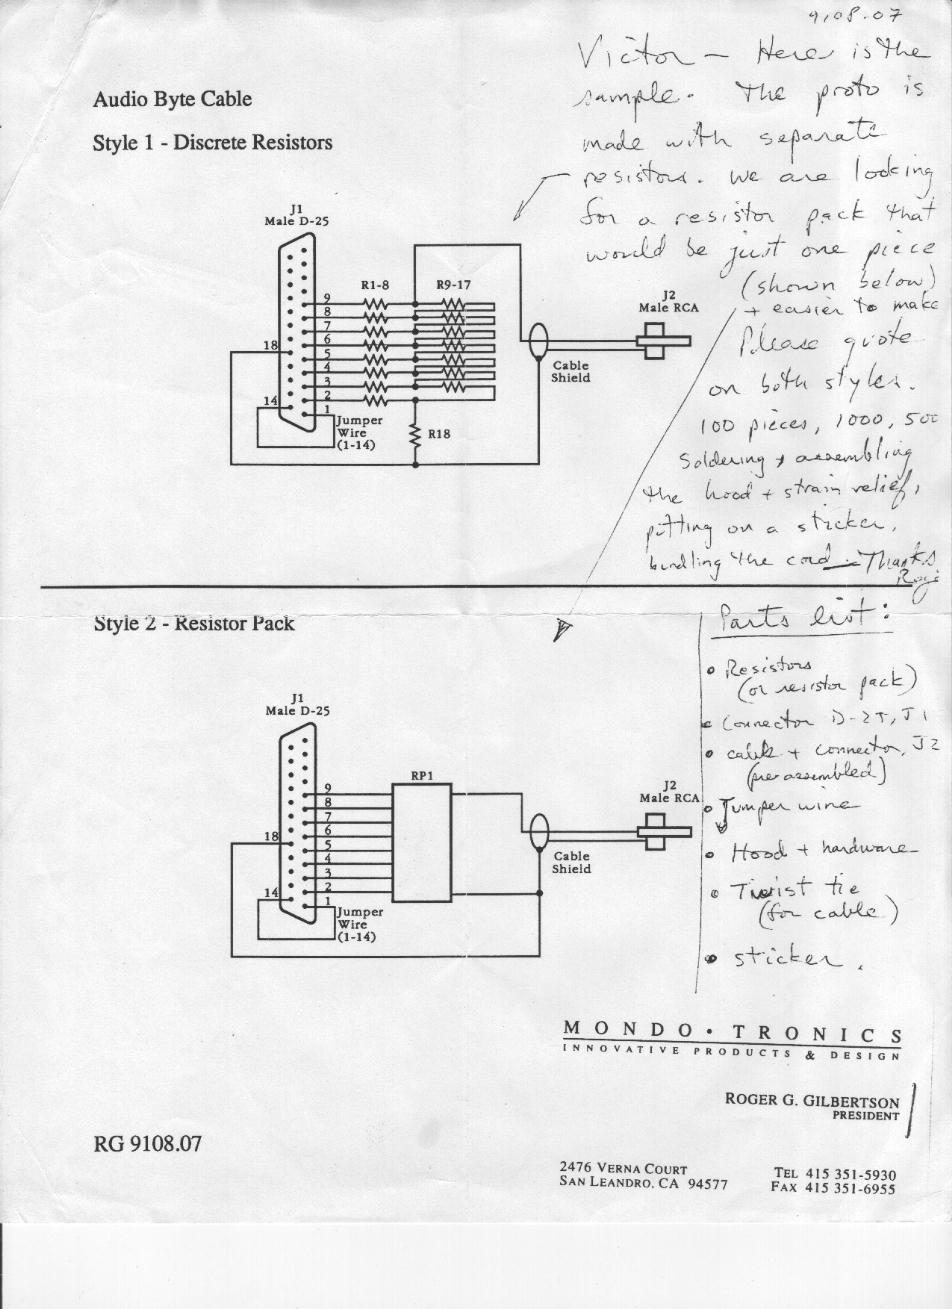 9108.07
Victor - Here is the
sample. The proto is
made with separate
resistors. We are looking
for a resistor pack that
would be just one piece
(shown below)
+ easier to make
Please quote
on both styles.
100 pieces, 1000, 500
Soldering + assembling
the hood + strain relief,
putting on a sticker,
bundling the cord - Thanks
Roger
Audio Byte Cable
Style 1 - Discrete Resistors
J1
Male D-25
R1-8
R9-17
J2
Male RCA
9
8
7
6
5
4
3
2
1
18
14
Jumper
Wire
(1-14)
R18
Cable
Shield
Style 2 - Resistor Pack
J1
Male D-25
RP1
J2
Male RCA
9
8
7
6
5
4
3
2
1
18
14
Jumper
Wire
(1-14)
Cable
Shield
Parts list:
• Resistors
(or resistor pack)
• Connector D-25, J1
• cable + connector, J2
(pre assembled)
• Jumper wire
• Hood + hardware
• Twist tie
(for cable)
• sticker.
MONDO • TRONICS
INNOVATIVE PRODUCTS & DESIGN
ROGER G. GILBERTSON
PRESIDENT
RG 9108.07
2476 VERNA COURT
SAN LEANDRO, CA 94577
TEL 415 351-5930
FAX 415 351-6955